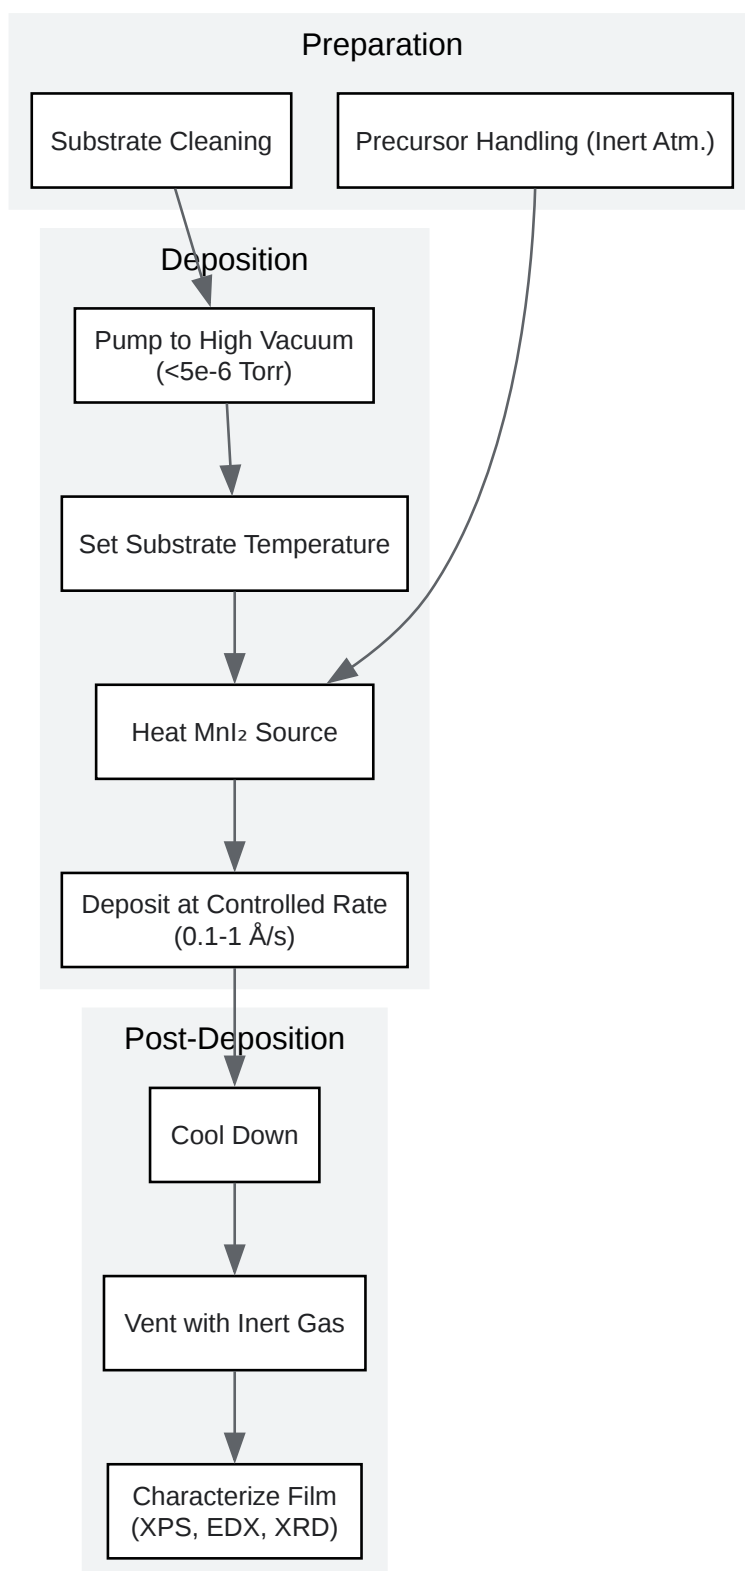 Preparation
Substrate Cleaning
Precursor Handling (Inert Atm.)
Deposition
Pump to High Vacuum
(<5e-6 Torr)
Set Substrate Temperature
Heat MnI₂ Source
Deposit at Controlled Rate
(0.1-1 Å/s)
Post-Deposition
Cool Down
Vent with Inert Gas
Characterize Film
(XPS, EDX, XRD)